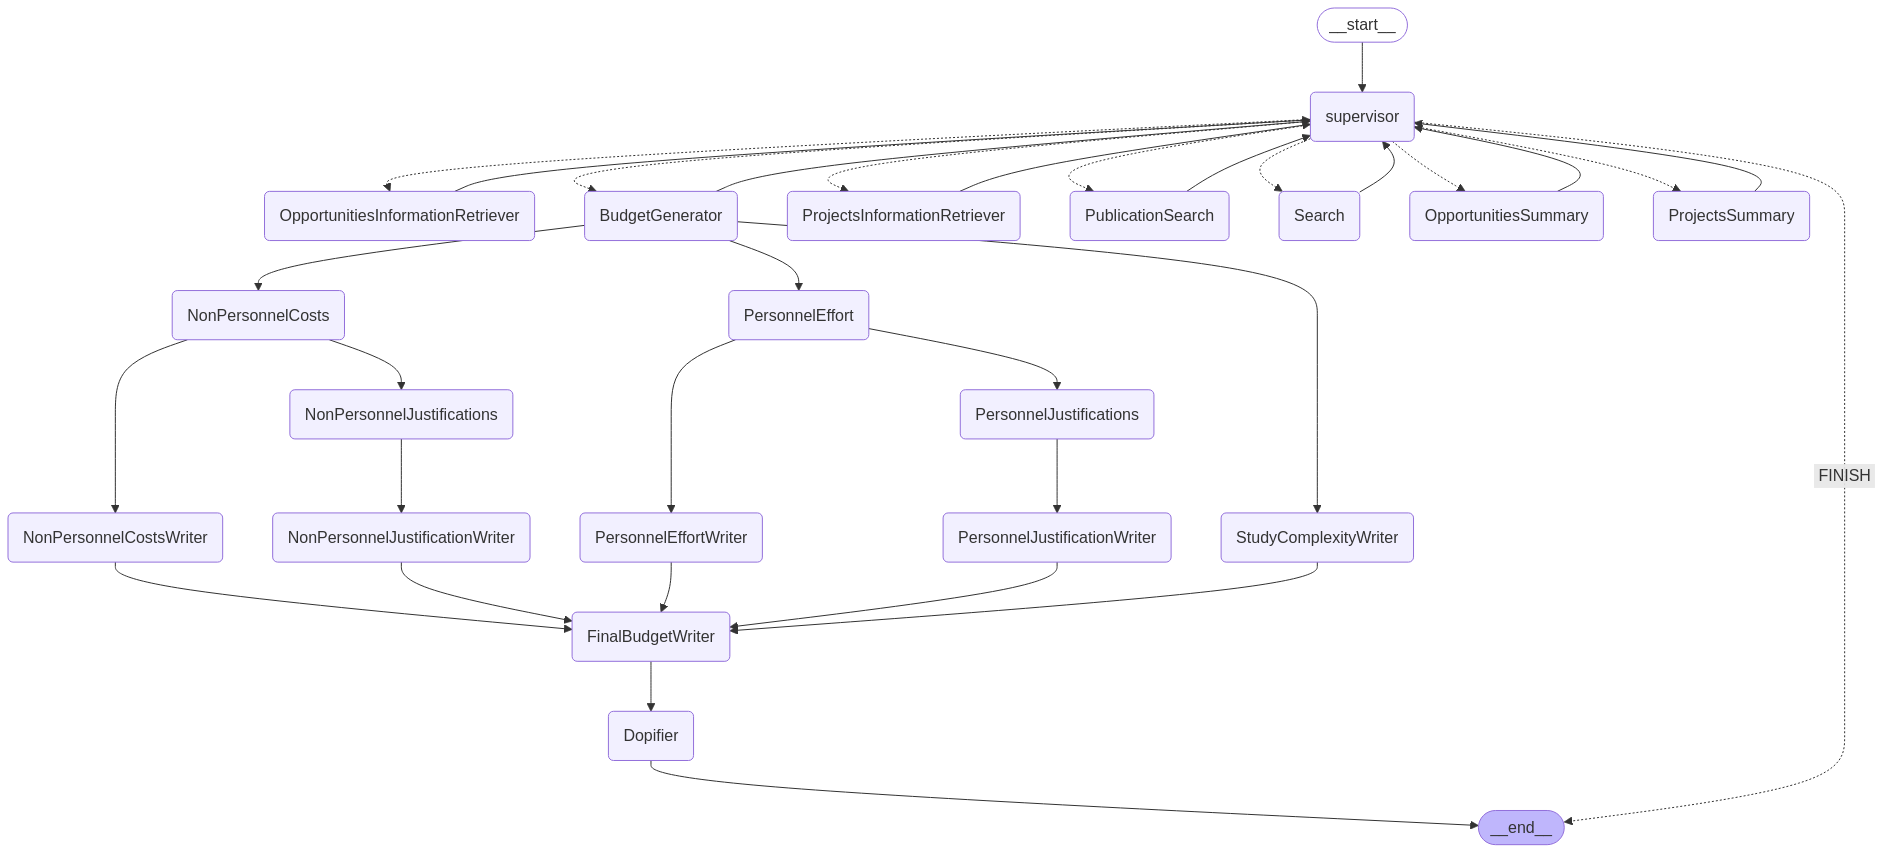 __start__
supervisor
OpportunitiesInformationRetriever
BudgetGenerator
ProjectsInformationRetriever
PublicationSearch
Search
OpportunitiesSummary
ProjectsSummary
NonPersonnelCosts
PersonnelEffort
NonPersonnelJustifications
PersonnelJustifications
FINISH
NonPersonnelCostsWriter
NonPersonnelJustificationWriter
PersonnelEffortWriter
PersonnelJustificationWriter
StudyComplexityWriter
FinalBudgetWriter
Dopifier
__end__